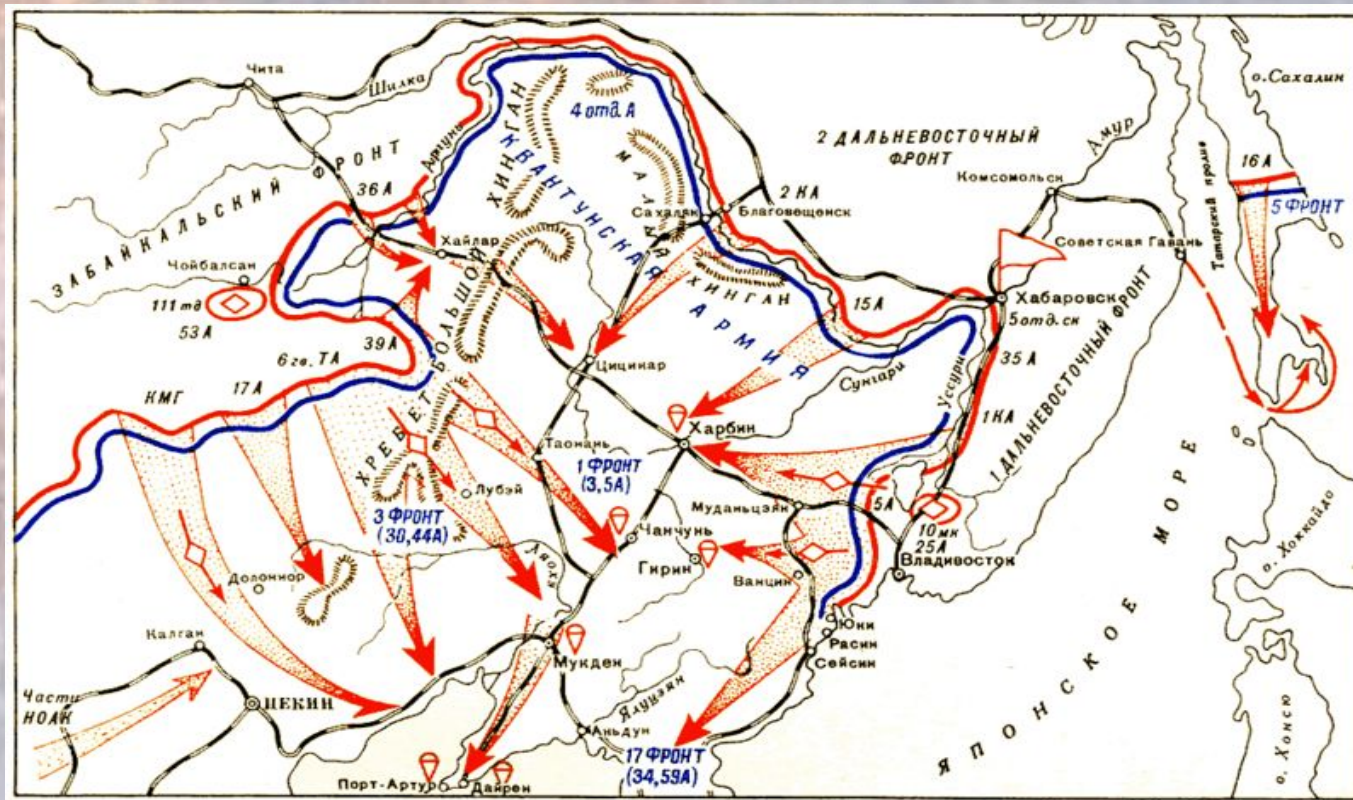 Чита
Шилка
о. Сахалин
Аргунь
ЗАБАЙКАЛЬСКИЙ ФРОНТ
36А
Хайлар
Чойбалсан
111 тд
53А
39А
6 гв. ТА
17А
КМГ
4 отд. А
КВАНТУНСКАЯ АРМИЯ
ХРЕБЕТ БОЛЬШОЙ ХИНГАН
МАЛЫЙ ХИНГАН
2 ДАЛЬНЕВОСТОЧНЫЙ
ФРОНТ
2 КА
Сахалян
Благовещенск
Амур
Комсомольск
Татарский пролив
16А
5 ФРОНТ
Советская Гавань
Хабаровск
5 отд. ск
15А
35А
Сунгари
Уссури
1 КА
1 ДАЛЬНЕВОСТОЧНЫЙ ФРОНТ
Цицикар
Харбин
Таонань
1 ФРОНТ
(3,5А)
Лубэй
3 ФРОНТ
(30,44А)
Муданьцзян
5А
10 мк
25А
Владивосток
Чанчунь
Гирин
Ванцин
Ляохэ
Долоннор
Юки
Расин
Сейсин
Калган
Мукден
Части
НОАК
ПЕКИН
Ялуцзян
Аньдун
17 ФРОНТ
(34,59А)
Порт-Артур
Дайрен
ЯПОНСКОЕ МОРЕ
о. Хоккайдо
о. Хонсю